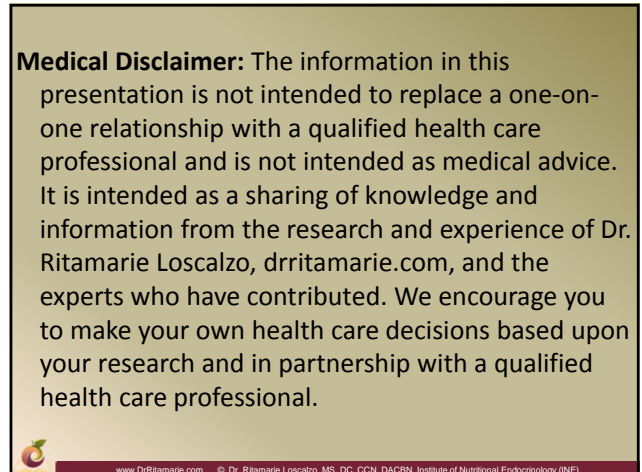 Medical Disclaimer: The information in this
presentation is not intended to replace a one-on-
one relationship with a qualified health care
professional and is not intended as medical advice.
It is intended as a sharing of knowledge and
information from the research and experience of Dr.
Ritamarie Loscalzo, drritamarie.com, and the
experts who have contributed. We encourage you
to make your own health care decisions based upon
your research and in partnership with a qualified
health care professional.
www.DrRitamarie.com © Dr. Ritamarie Loscalzo, MS, DC, CCN, DACBN, Institute of Nutritional Endocrinology (INE)